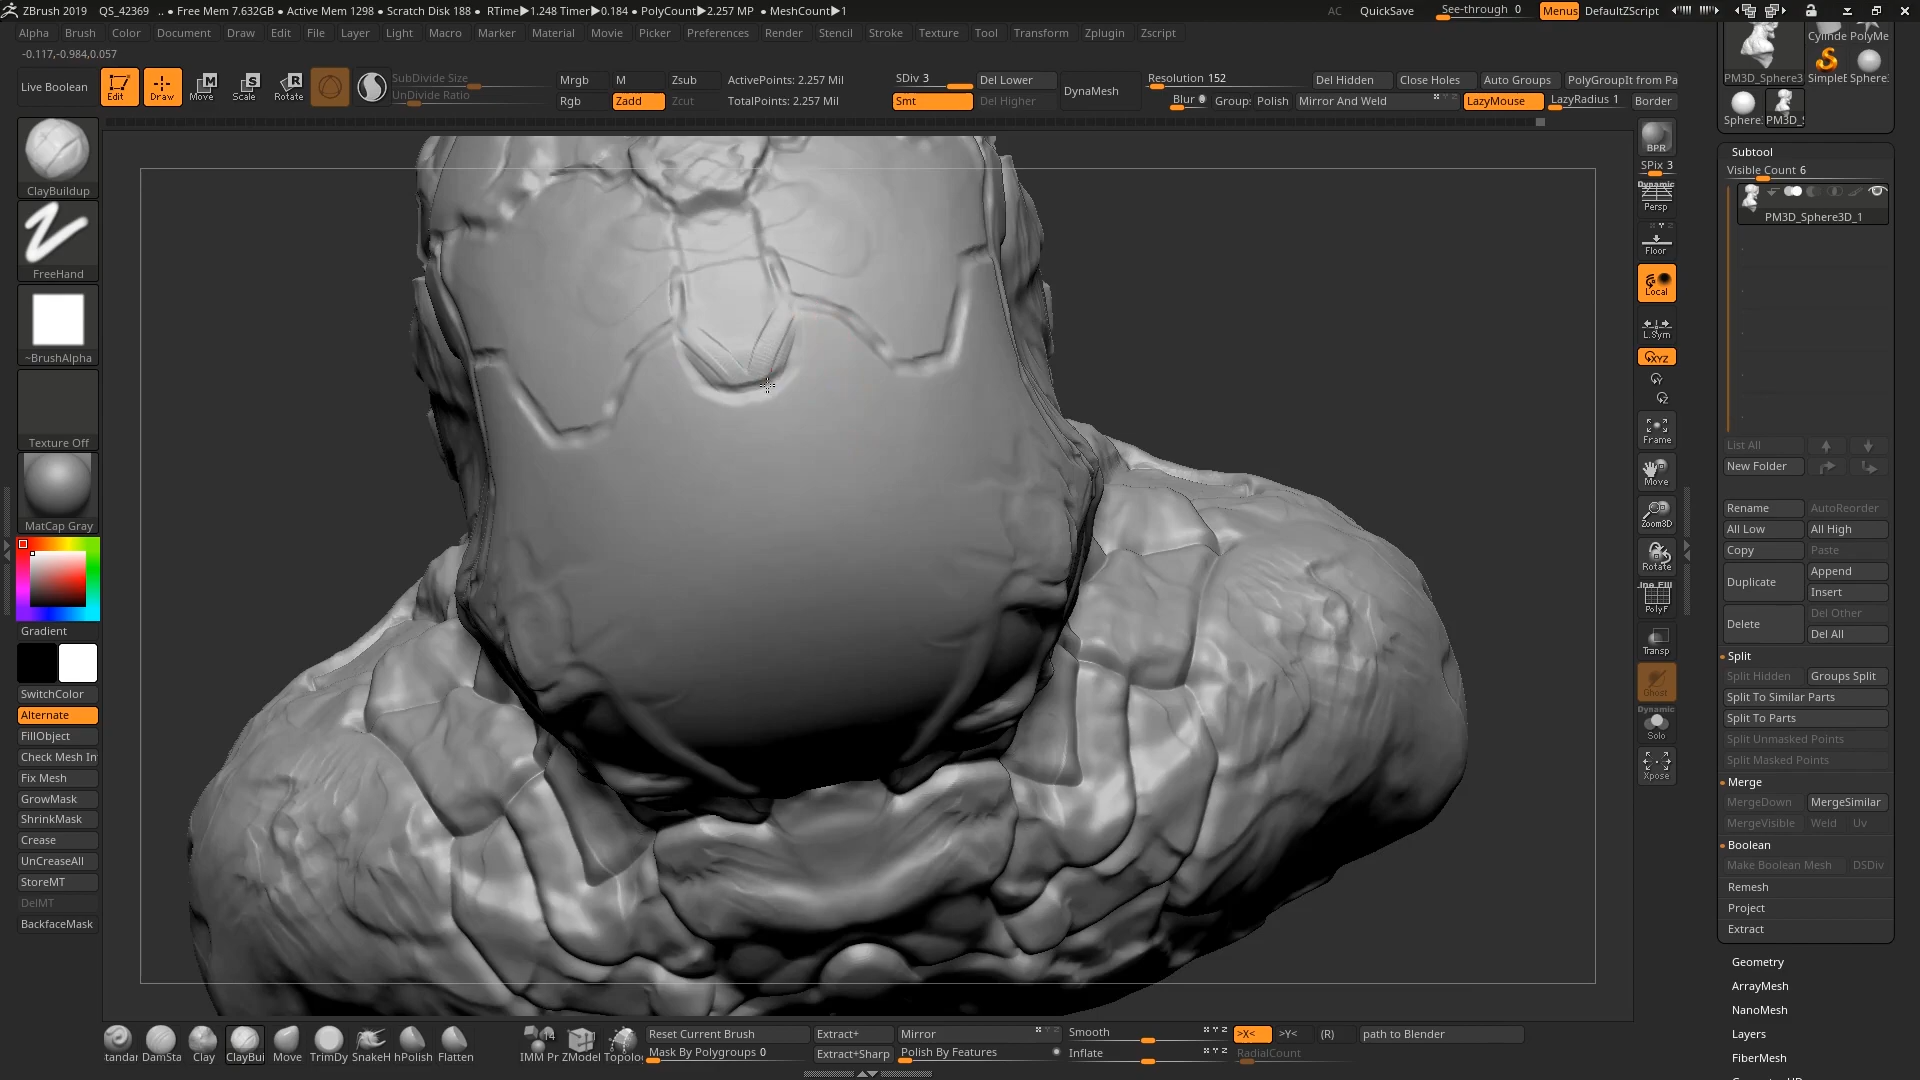 ZBrush 2019 QS_42369 .. • Free Mem 7.632GB • Active Mem 1298 • Scratch Disk 188 • RTime▶1.248 Timer▶0.184 • PolyCount▶2.257 MP • MeshCount▶1
AC QuickSave See-through 0 Menus DefaultZScript
Alpha Brush Color Document Draw Edit File Layer Light Macro Marker Material Movie Picker Preferences Render Stencil Stroke Texture Tool Transform Zplugin Zscript
-0.117,-0.984,0.057
Live Boolean
Edit
Draw
Move
Scale
Rotate
SubDivide Size
UnDivide Ratio
Mrgb M Zsub
Rgb Zadd Zcut
ActivePoints: 2.257 Mil
TotalPoints: 2.257 Mil
SDiv 3 Del Lower
Smt Del Higher
DynaMesh
Resolution 152
Blur 0 Group: Polish
Del Hidden Close Holes Auto Groups PolyGroupIt from Pa
Mirror And Weld LazyMouse LazyRadius 1 Border
ClayBuildup
FreeHand
~BrushAlpha
Texture Off
MatCap Gray
Gradient
SwitchColor
Alternate
FillObject
Check Mesh In
Fix Mesh
GrowMask
ShrinkMask
Crease
UnCreaseAll
StoreMT
DelMT
BackfaceMask
BPR
SPix 3
Dynamic
Persp
Floor
Local
L.Sym
XYZ
Y
Z
Frame
Move
Zoom3D
Rotate
Line Fill
PolyF
Transp
Ghost
Dynamic
Solo
Xpose
Cylinde PolyMe
PM3D_Sphere3 SimpleB Sphere
Sphere PM3D_S
Subtool
Visible Count 6
PM3D_Sphere3D_1
List All
New Folder
Rename AutoReorder
All Low All High
Copy Paste
Duplicate
Append
Insert
Delete
Del Other
Del All
Split
Split Hidden Groups Split
Split To Similar Parts
Split To Parts
Split Unmasked Points
Split Masked Points
Merge
MergeDown MergeSimilar
MergeVisible Weld Uv
Boolean
Make Boolean Mesh DSDiv
Remesh
Project
Extract
Geometry
ArrayMesh
NanoMesh
Layers
FiberMesh
tandar DamSta Clay ClayBui Move TrimDy SnakeH hPolish Flatten
14
IMM Pr ZModel Topolo
Reset Current Brush Extract+ Mirror
Mask By Polygroups 0 Extract+Sharp Polish By Features
Smooth
Inflate
>X< >Y< (R) path to Blender
RadialCount